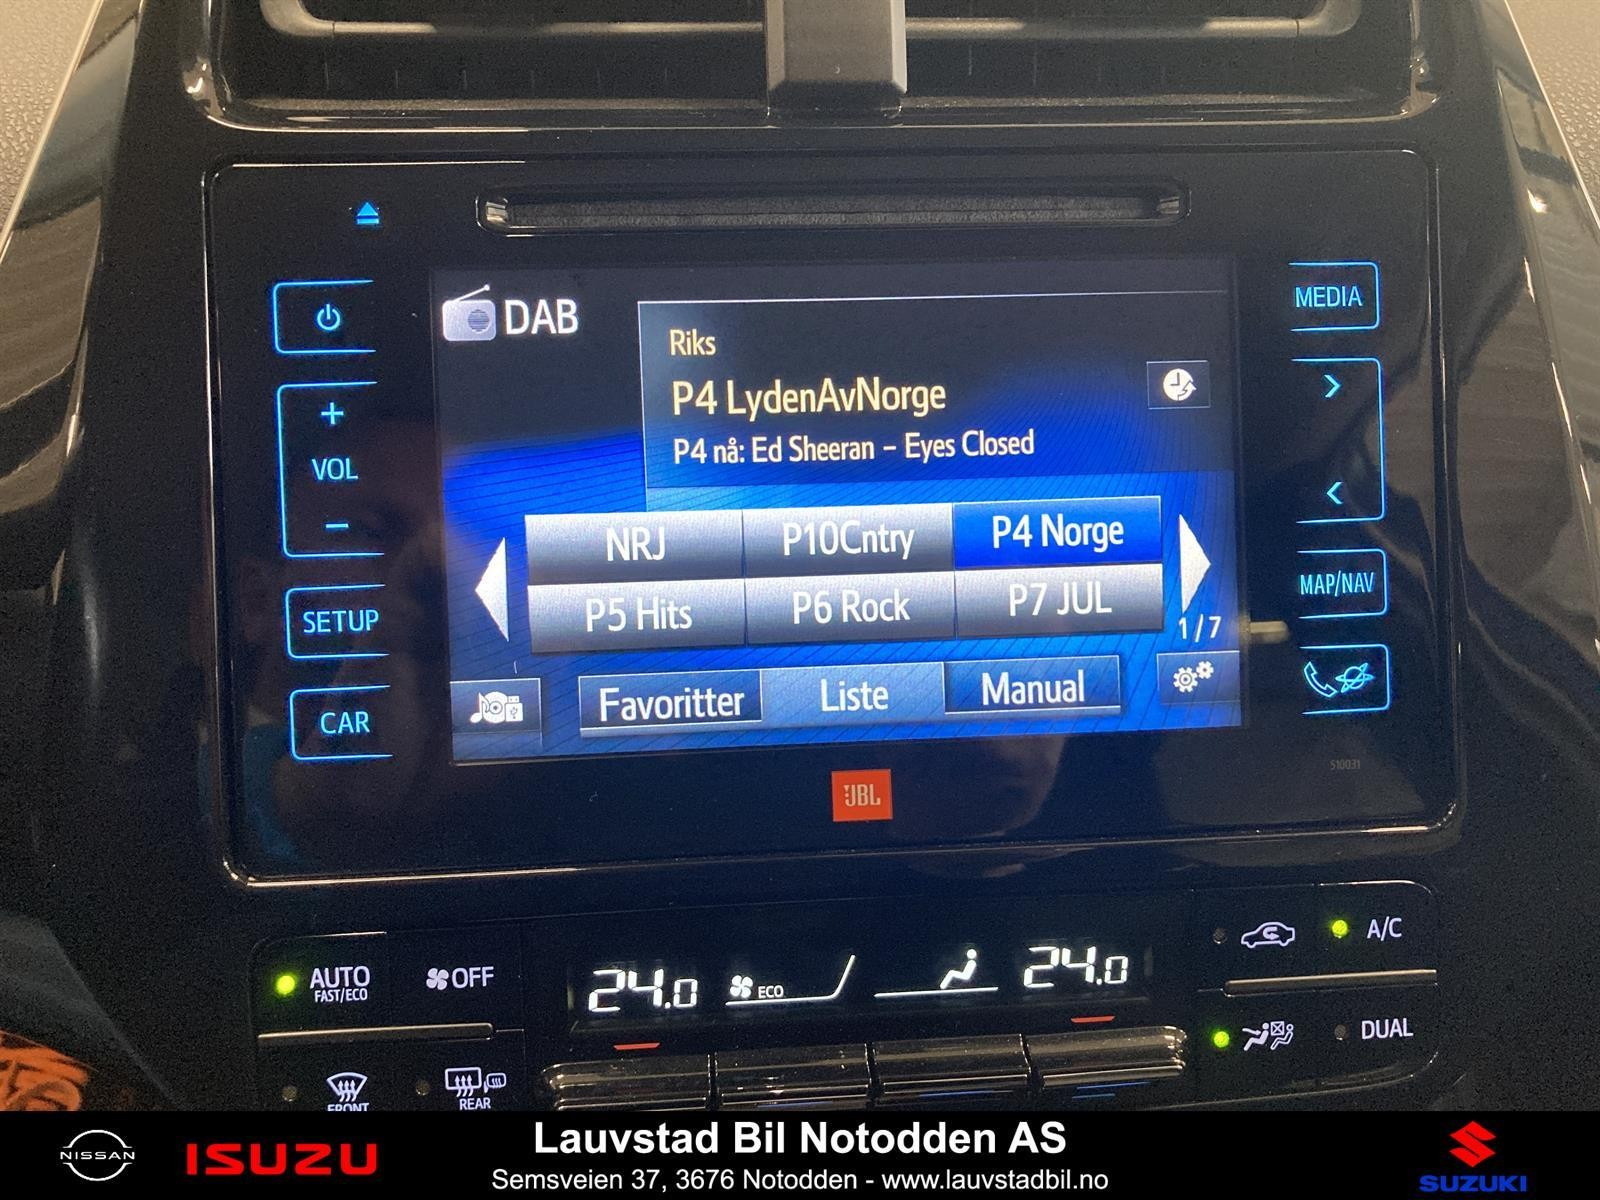 DAB
Riks
P4 LydenAvNorge
P4 nå: Ed Sheeran – Eyes Closed
NRJ
P10Cntry
P4 Norge
P5 Hits
P6 Rock
P7 JUL
1/7
Favoritter
Liste
Manual
VOL
SETUP
CAR
MEDIA
MAP/NAV
510031
JBL
AUTO
FAST/ECO
OFF
24.0
ECO
24.0
A/C
DUAL
FRONT
REAR
NISSAN
ISUZU
Lauvstad Bil Notodden AS
Semsveien 37, 3676 Notodden - www.lauvstadbil.no
SUZUKI